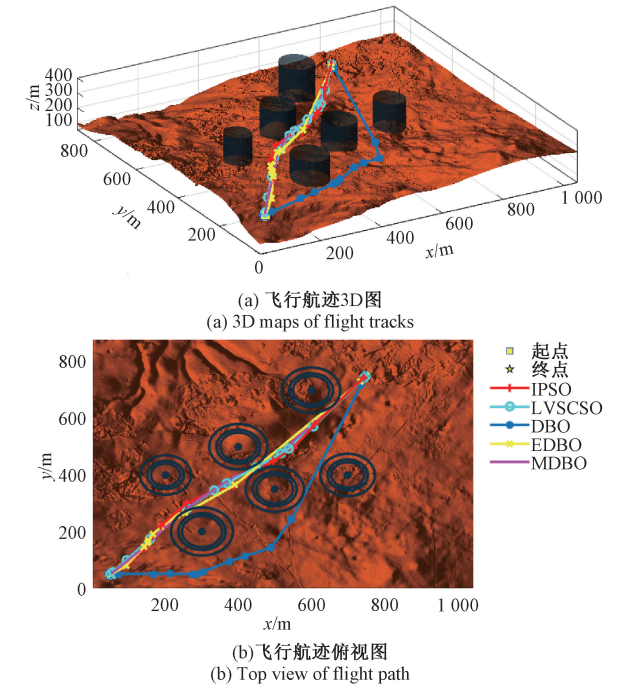 400
300
200
100
z/m
800
600
400
200
y/m
0
200
400
600
800
1 000
x/m
(a) 飞行航迹3D图
(a) 3D maps of flight tracks
800
600
400
200
0
y/m
200
400
600
800
1 000
x/m
起点
终点
IPSO
LVSCSO
DBO
EDBO
MDBO
(b)飞行航迹俯视图
(b) Top view of flight path